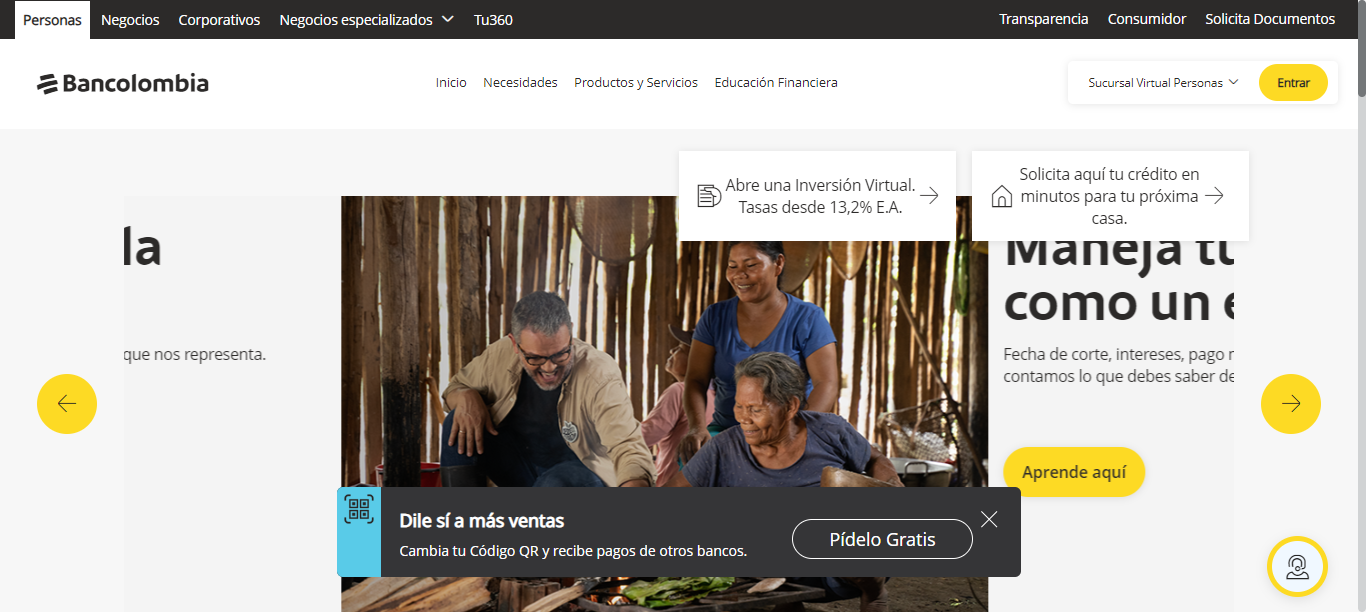 Personas Negocios Corporativos Negocios especializados Tu360 Transparencia Consumidor Solicita Documentos
Bancolombia Inicio Necesidades Productos y Servicios Educación Financiera Sucursal Virtual Personas Entrar
Abre una Inversión Virtual.
Tasas desde 13,2% E.A.
Solicita aquí tu crédito en
minutos para tu próxima
casa.
la
que nos representa.
Maneja tu
como un e
Fecha de corte, intereses, pago
contamos lo que debes saber de
Aprende aquí
Dile sí a más ventas
Cambia tu Código QR y recibe pagos de otros bancos.
Pídelo Gratis